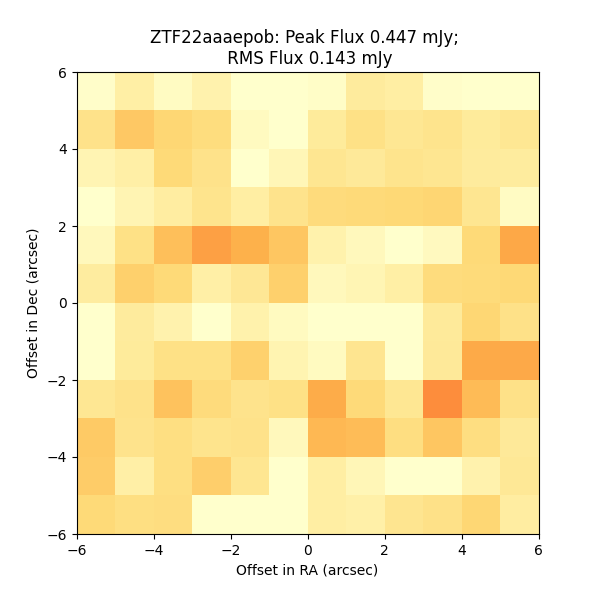 ZTF22aaaepob: Peak Flux 0.447 mJy;
RMS Flux 0.143 mJy
6
4
2
0
−2
−4
−6
Offset in Dec (arcsec)
−6 −4 −2 0 2 4 6
Offset in RA (arcsec)